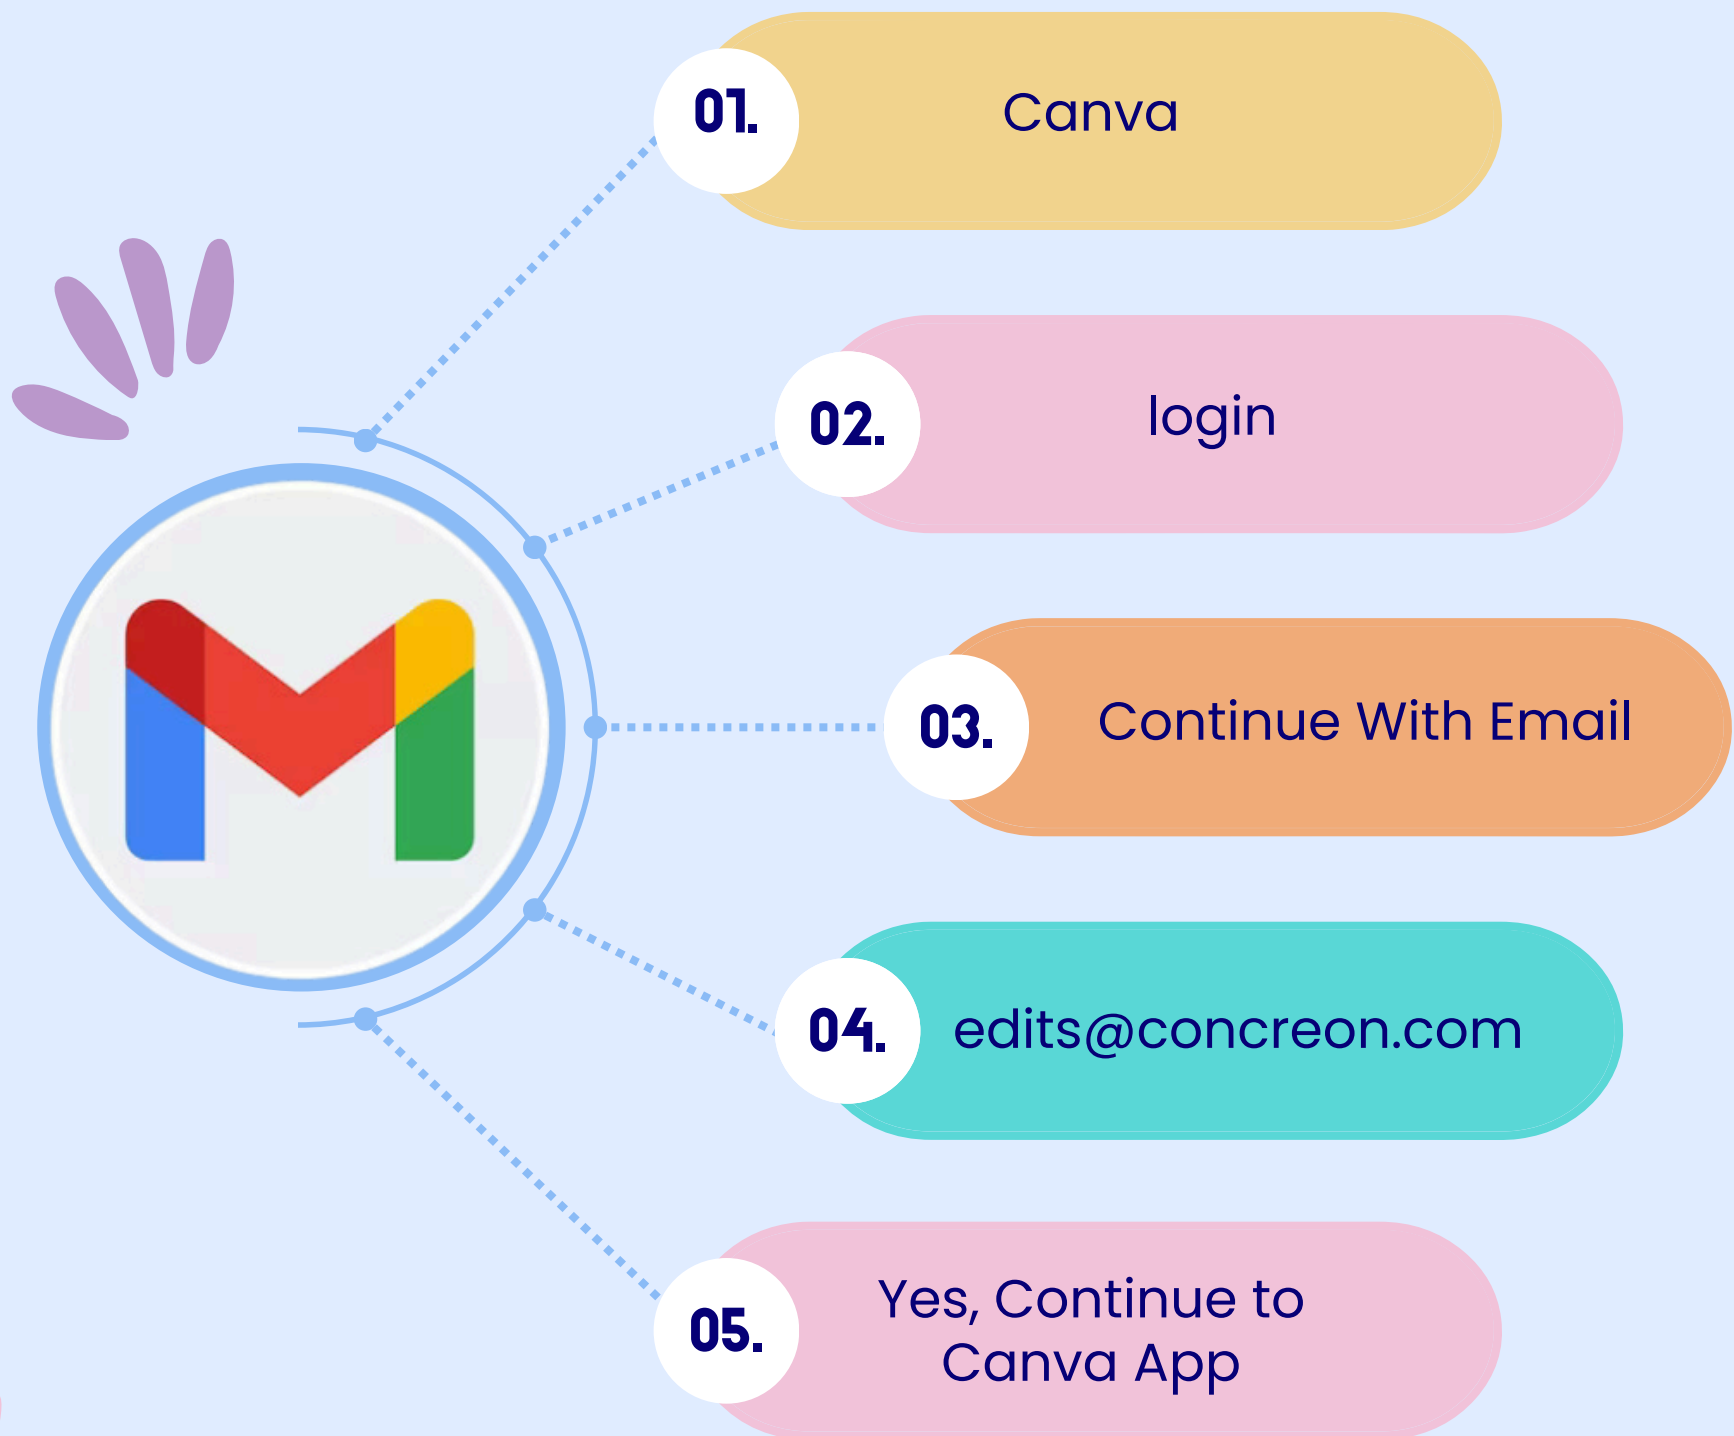 01.
Canva
02.
login
03.
Continue With Email
04.
edits@concreon.com
05.
Yes, Continue to
Canva App